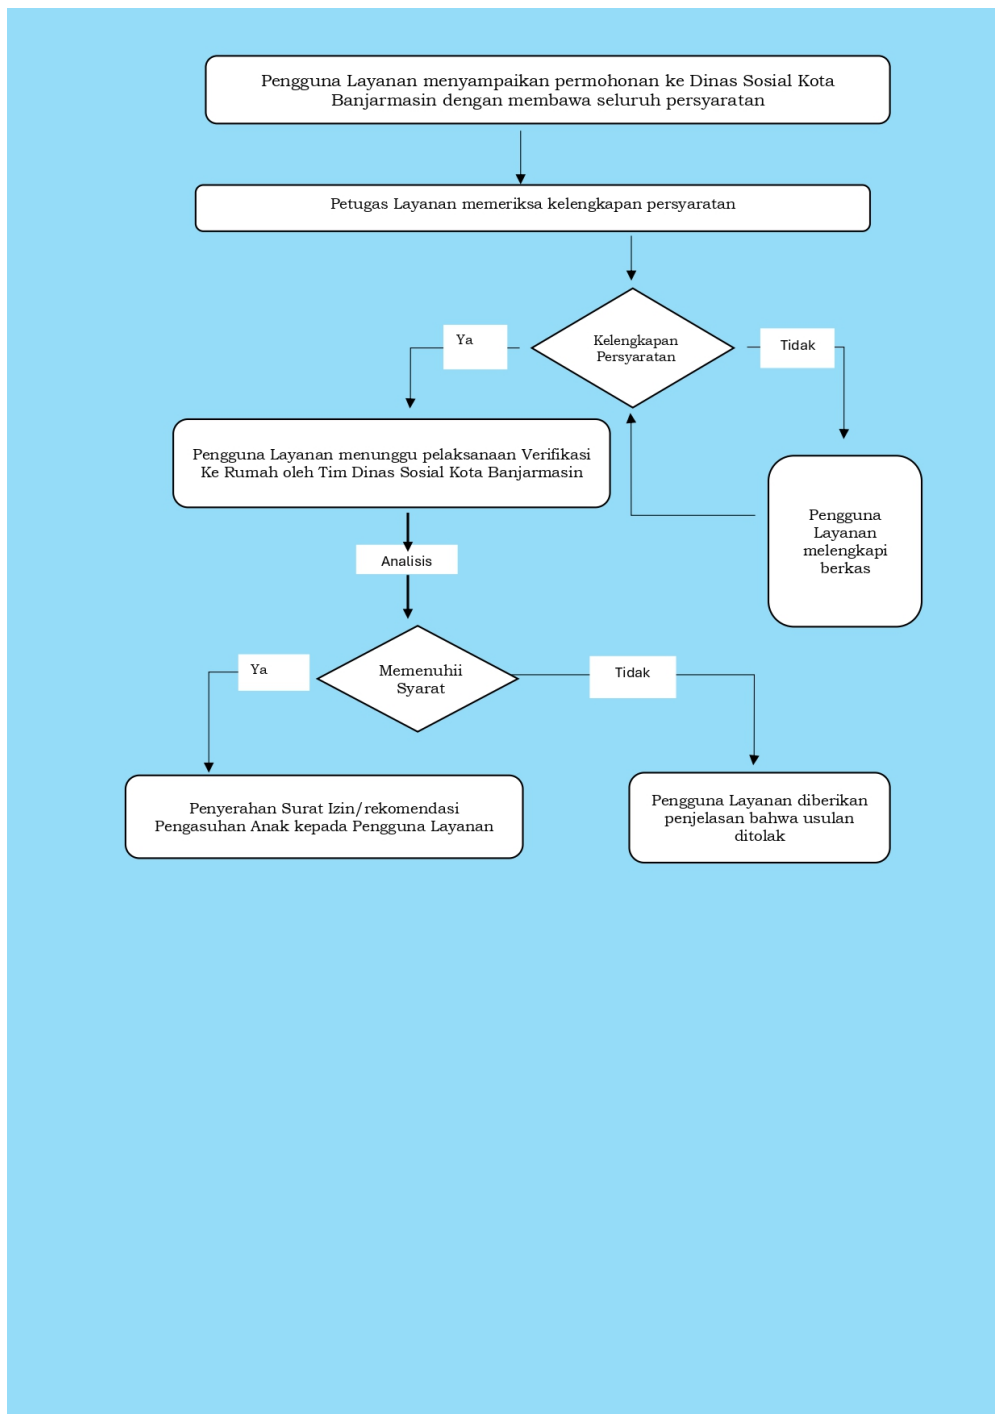 Pengguna Layanan menyampaikan permohonan ke Dinas Sosial Kota
Banjarmasin dengan membawa seluruh persyaratan
Petugas Layanan memeriksa kelengkapan persyaratan
Kelengkapan
Persyaratan
Ya
Tidak
Pengguna Layanan menunggu pelaksanaan Verifikasi
Ke Rumah oleh Tim Dinas Sosial Kota Banjarmasin
Pengguna
Layanan
melengkapi
berkas
Analisis
Memenuhii
Syarat
Ya
Tidak
Penyerahan Surat Izin/rekomendasi
Pengasuhan Anak kepada Pengguna Layanan
Pengguna Layanan diberikan
penjelasan bahwa usulan
ditolak